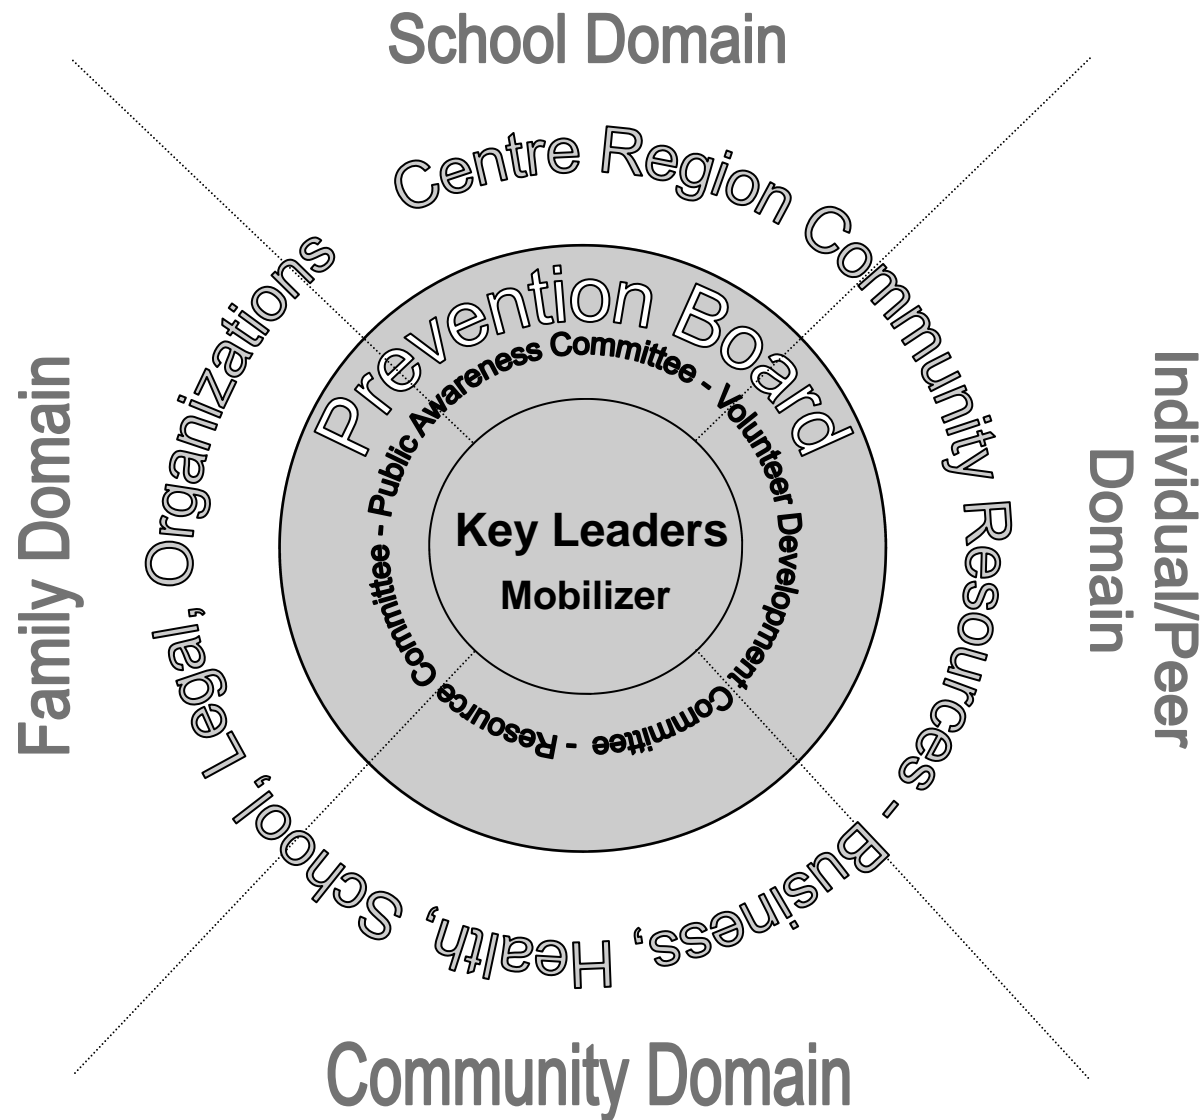 School Domain
Centre Region Community Resources - Business, Health, School, Legal, Organizations
Prevention Board
Public Awareness Committee - Volunteer Development Committee - Resource Committee -
Key Leaders
Mobilizer
Family Domain
Individual/Peer
Domain
Community Domain